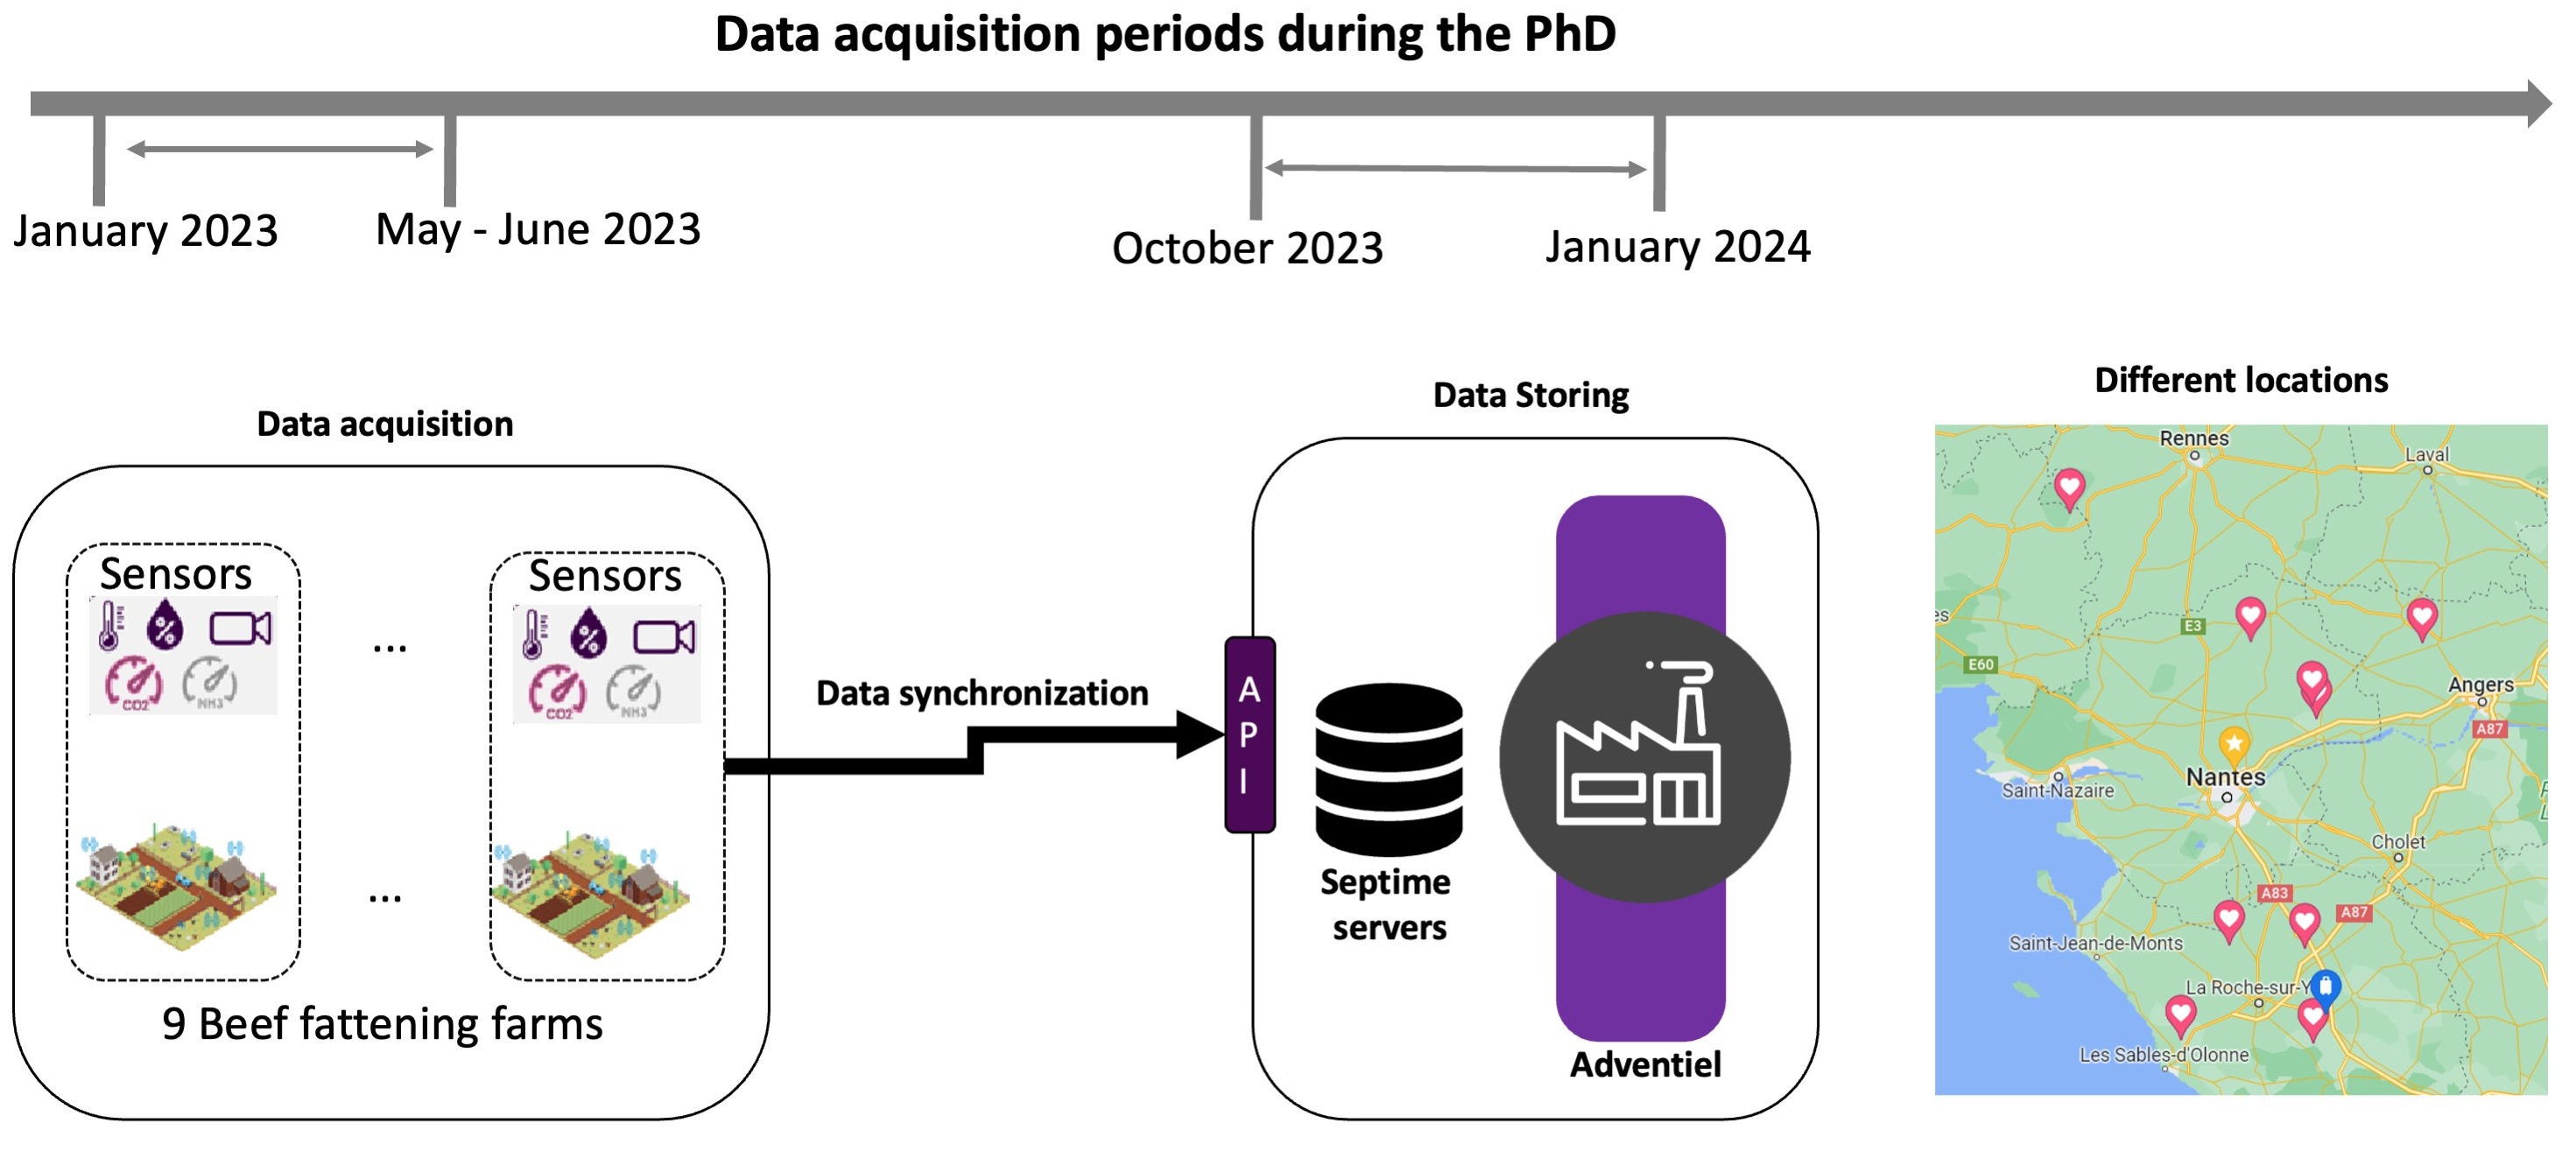 Data acquisition periods during the PhD
January 2023
May - June 2023
October 2023
January 2024
Data acquisition
Sensors
CO2
NH3
...
Sensors
CO2
NH3
...
9 Beef fattening farms
Data synchronization
Data Storing
A
P
I
Septime
servers
Adventiel
Different locations
Rennes
Laval
es
E3
E60
Angers
A87
Nantes
Saint-Nazaire
Cholet
A83
A87
Saint-Jean-de-Monts
La Roche-sur-Y
Les Sables-d'Olonne